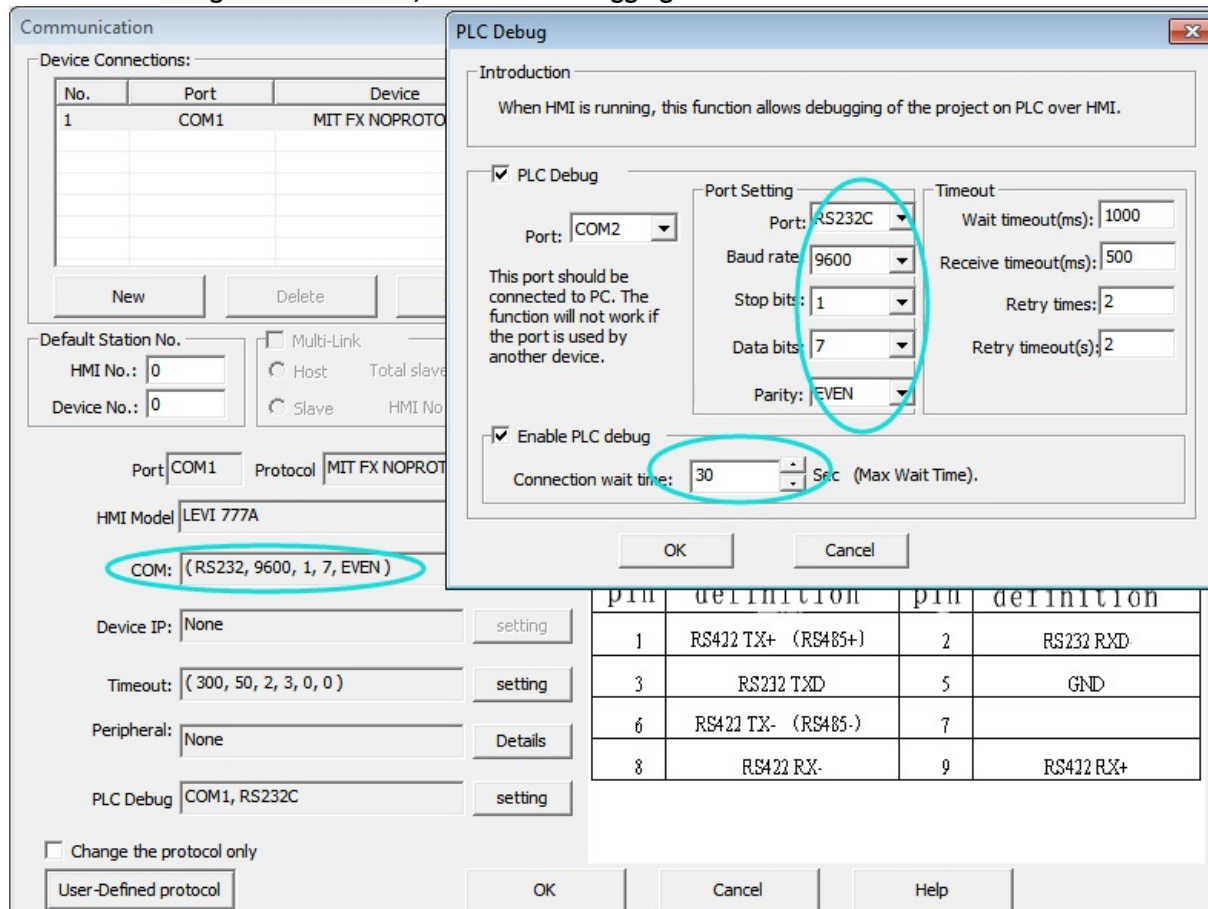 Communication
Device Connections:
No. Port Device
1 COM1 MIT FX NOPROTO
New Delete
Default Station No.
HMI No.: 0
Device No.: 0
Multi-Link
Host Total slave
Slave HMI No
Port COM1 Protocol MIT FX NOPROT
HMI Model LEVI 777A
COM: ( RS232, 9600, 1, 7, EVEN )
Device IP: None setting
Timeout: ( 300, 50, 2, 3, 0, 0 ) setting
Peripheral: None Details
PLC Debug COM1, RS232C setting
Change the protocol only
User-Defined protocol OK Cancel Help
PLC Debug
Introduction
When HMI is running, this function allows debugging of the project on PLC over HMI.
PLC Debug
Port: COM2
This port should be
connected to PC. The
function will not work if
the port is used by
another device.
Port Setting
Port: RS232C
Baud rate: 9600
Stop bits: 1
Data bits: 7
Parity: EVEN
Timeout
Wait timeout(ms): 1000
Receive timeout(ms): 500
Retry times: 2
Retry timeout(s): 2
Enable PLC debug
Connection wait time: 30 Sec (Max Wait Time).
OK Cancel
pin definition pin definition
1 RS422 TX+ (RS485+) 2 RS232 RXD
3 RS232 TXD 5 GND
6 RS422 TX- (RS485-) 7
8 RS422 RX- 9 RS422 RX+